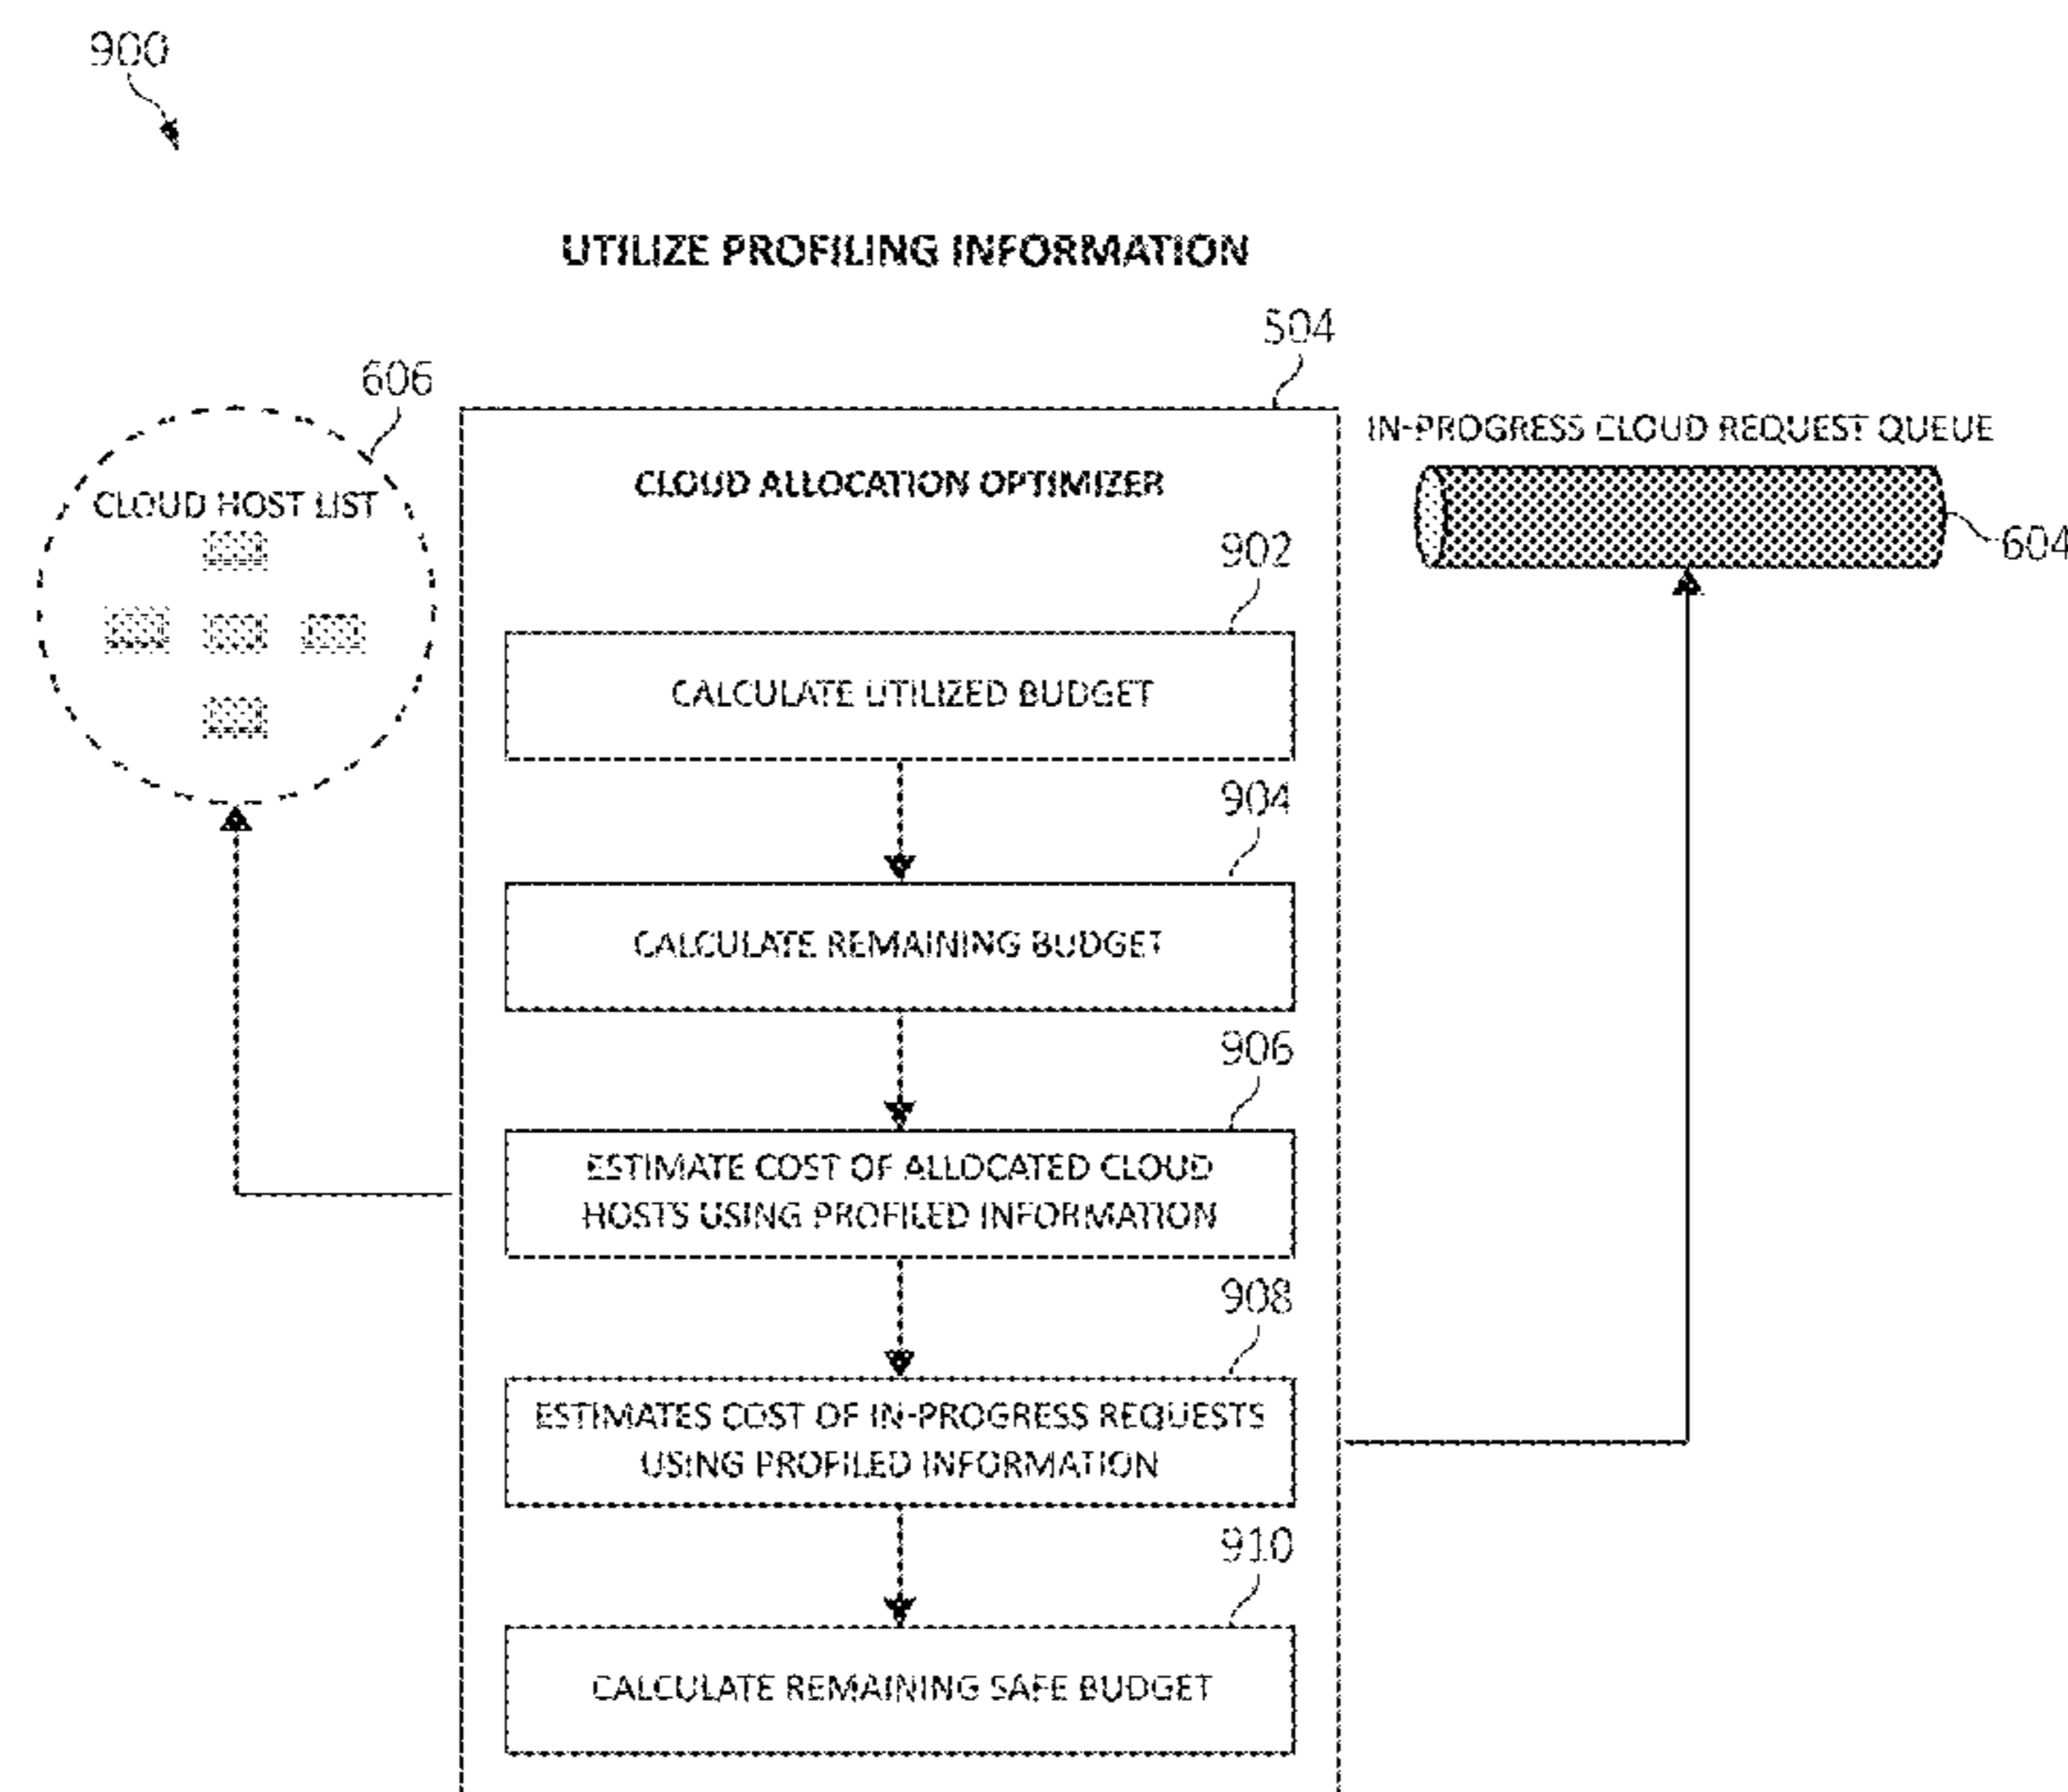 900
UTILIZE PROFILING INFORMATION
504
606
IN-PROGRESS CLOUD REQUEST QUEUE
604
CLOUD HOST LIST
CLOUD ALLOCATION OPTIMIZER
902
CALCULATE UTILIZED BUDGET
904
CALCULATE REMAINING BUDGET
906
ESTIMATE COST OF ALLOCATED CLOUD
HOSTS USING PROFILED INFORMATION
908
ESTIMATES COST OF IN-PROGRESS REQUESTS
USING PROFILED INFORMATION
910
CALCULATE REMAINING SAFE BUDGET